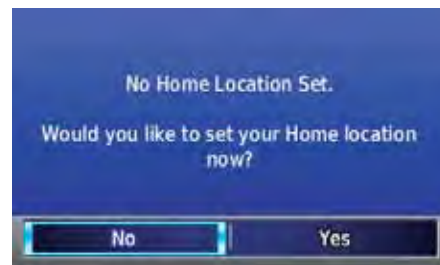 No Home Location Set.
Would you like to set your Home location
now?
No
Yes